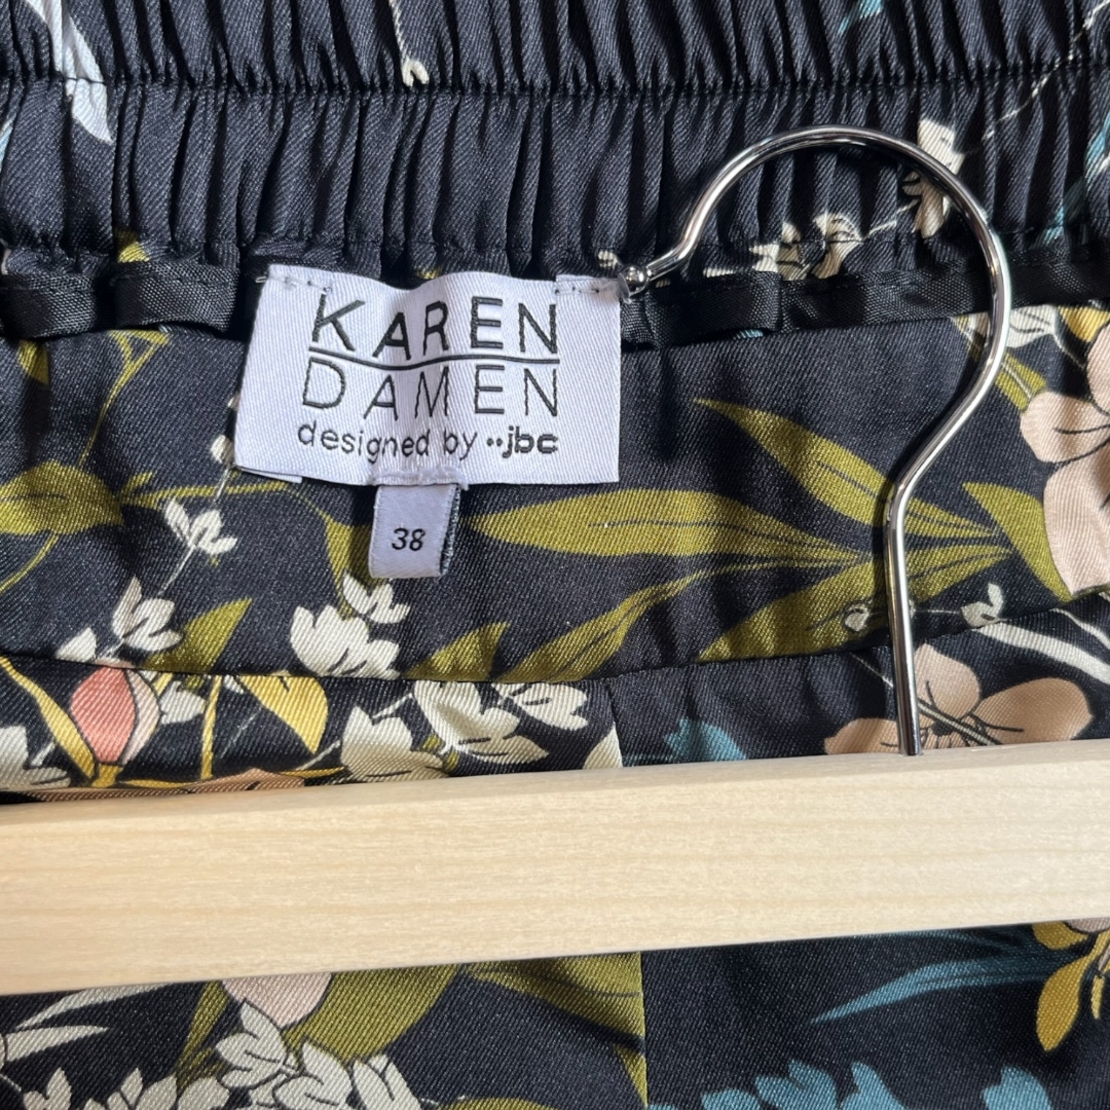 KAREN
DAMEN
designed by ••jbc
38